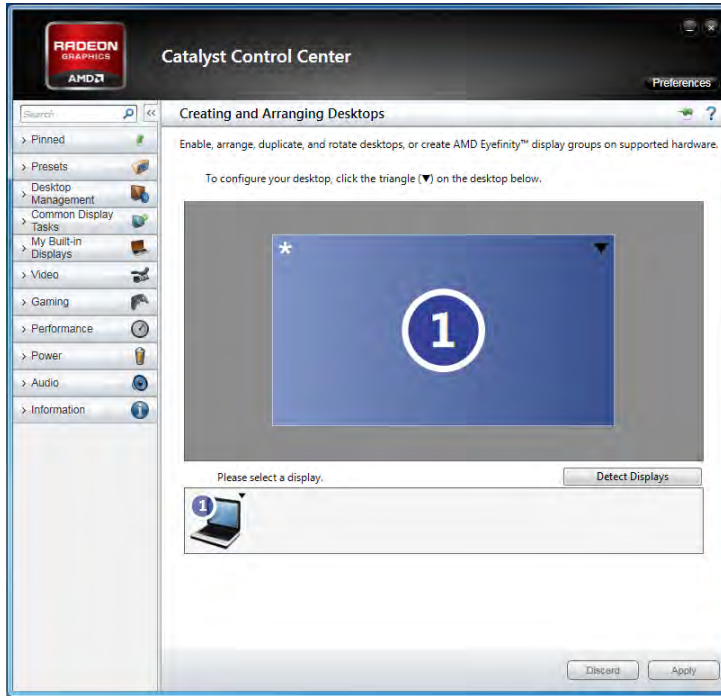 RADEON
GRAPHICS
AMD
Catalyst Control Center
Preferences
Search
Creating and Arranging Desktops
?
Enable, arrange, duplicate, and rotate desktops, or create AMD Eyefinity™ display groups on supported hardware.
To configure your desktop, click the triangle (▼) on the desktop below.
> Pinned
> Presets
> Desktop
Management
> Common Display
Tasks
> My Built-in
Displays
> Video
> Gaming
> Performance
> Power
> Audio
> Information
*
1
Please select a display.
Detect Displays
1
Discard
Apply